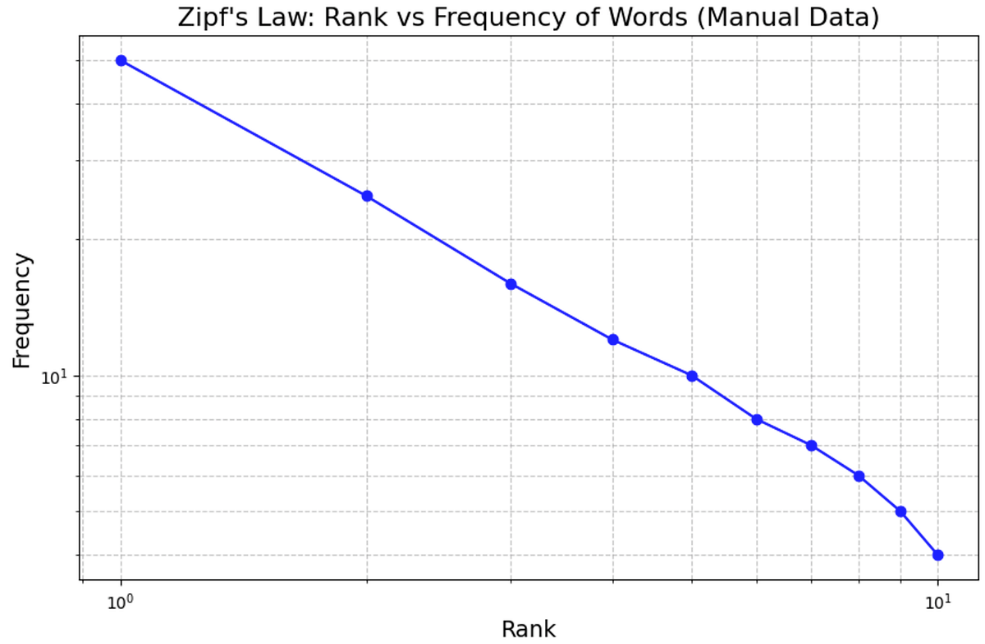 Zipf's Law: Rank vs Frequency of Words (Manual Data)
Frequency
10¹
10⁰
10¹
Rank